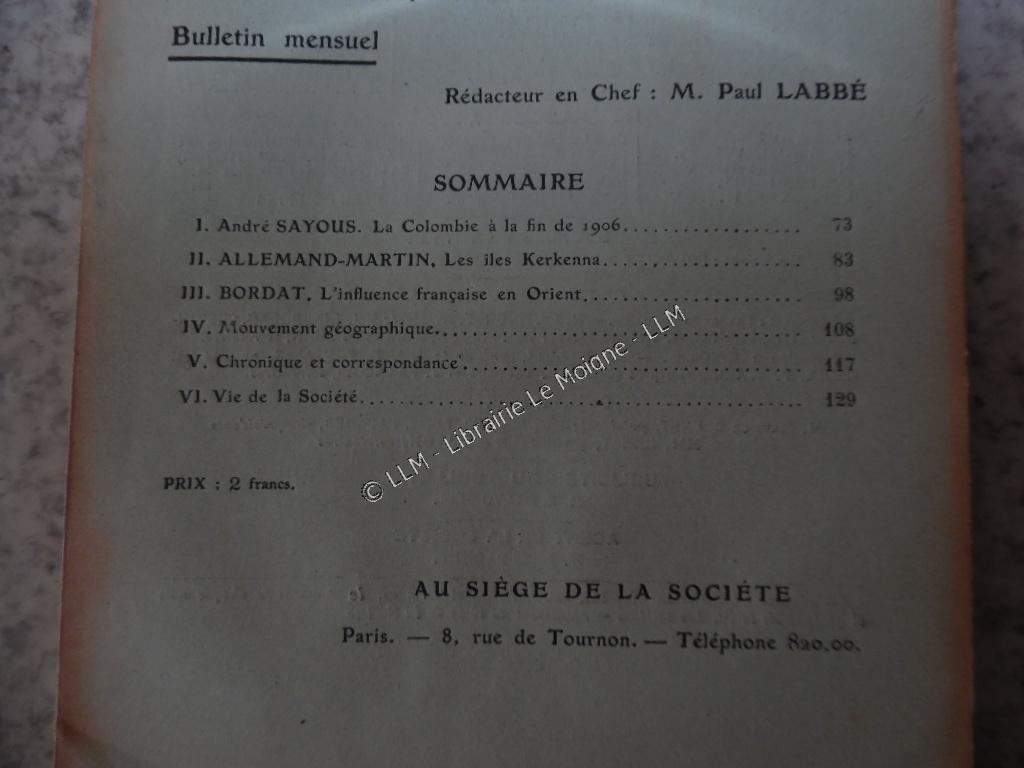 Bulletin mensuel
Rédacteur en Chef : M. Paul LABBÉ
SOMMAIRE
I. André SAYOUS. La Colombie à la fin de 1906.................. 73
II. ALLEMAND-MARTIN. Les îles Kerkenna.................... 83
III. BORDAT. L'influence française en Orient...................... 98
IV. Mouvement géographique.................................... 108
V. Chronique et correspondance.................................. 117
VI. Vie de la Société............................................ 129
PRIX : 2 francs.
© LLM - Librairie Le Moigne - LLM
AU SIÈGE DE LA SOCIÉTÉ
Paris. — 8, rue de Tournon. — Téléphone 820.00.